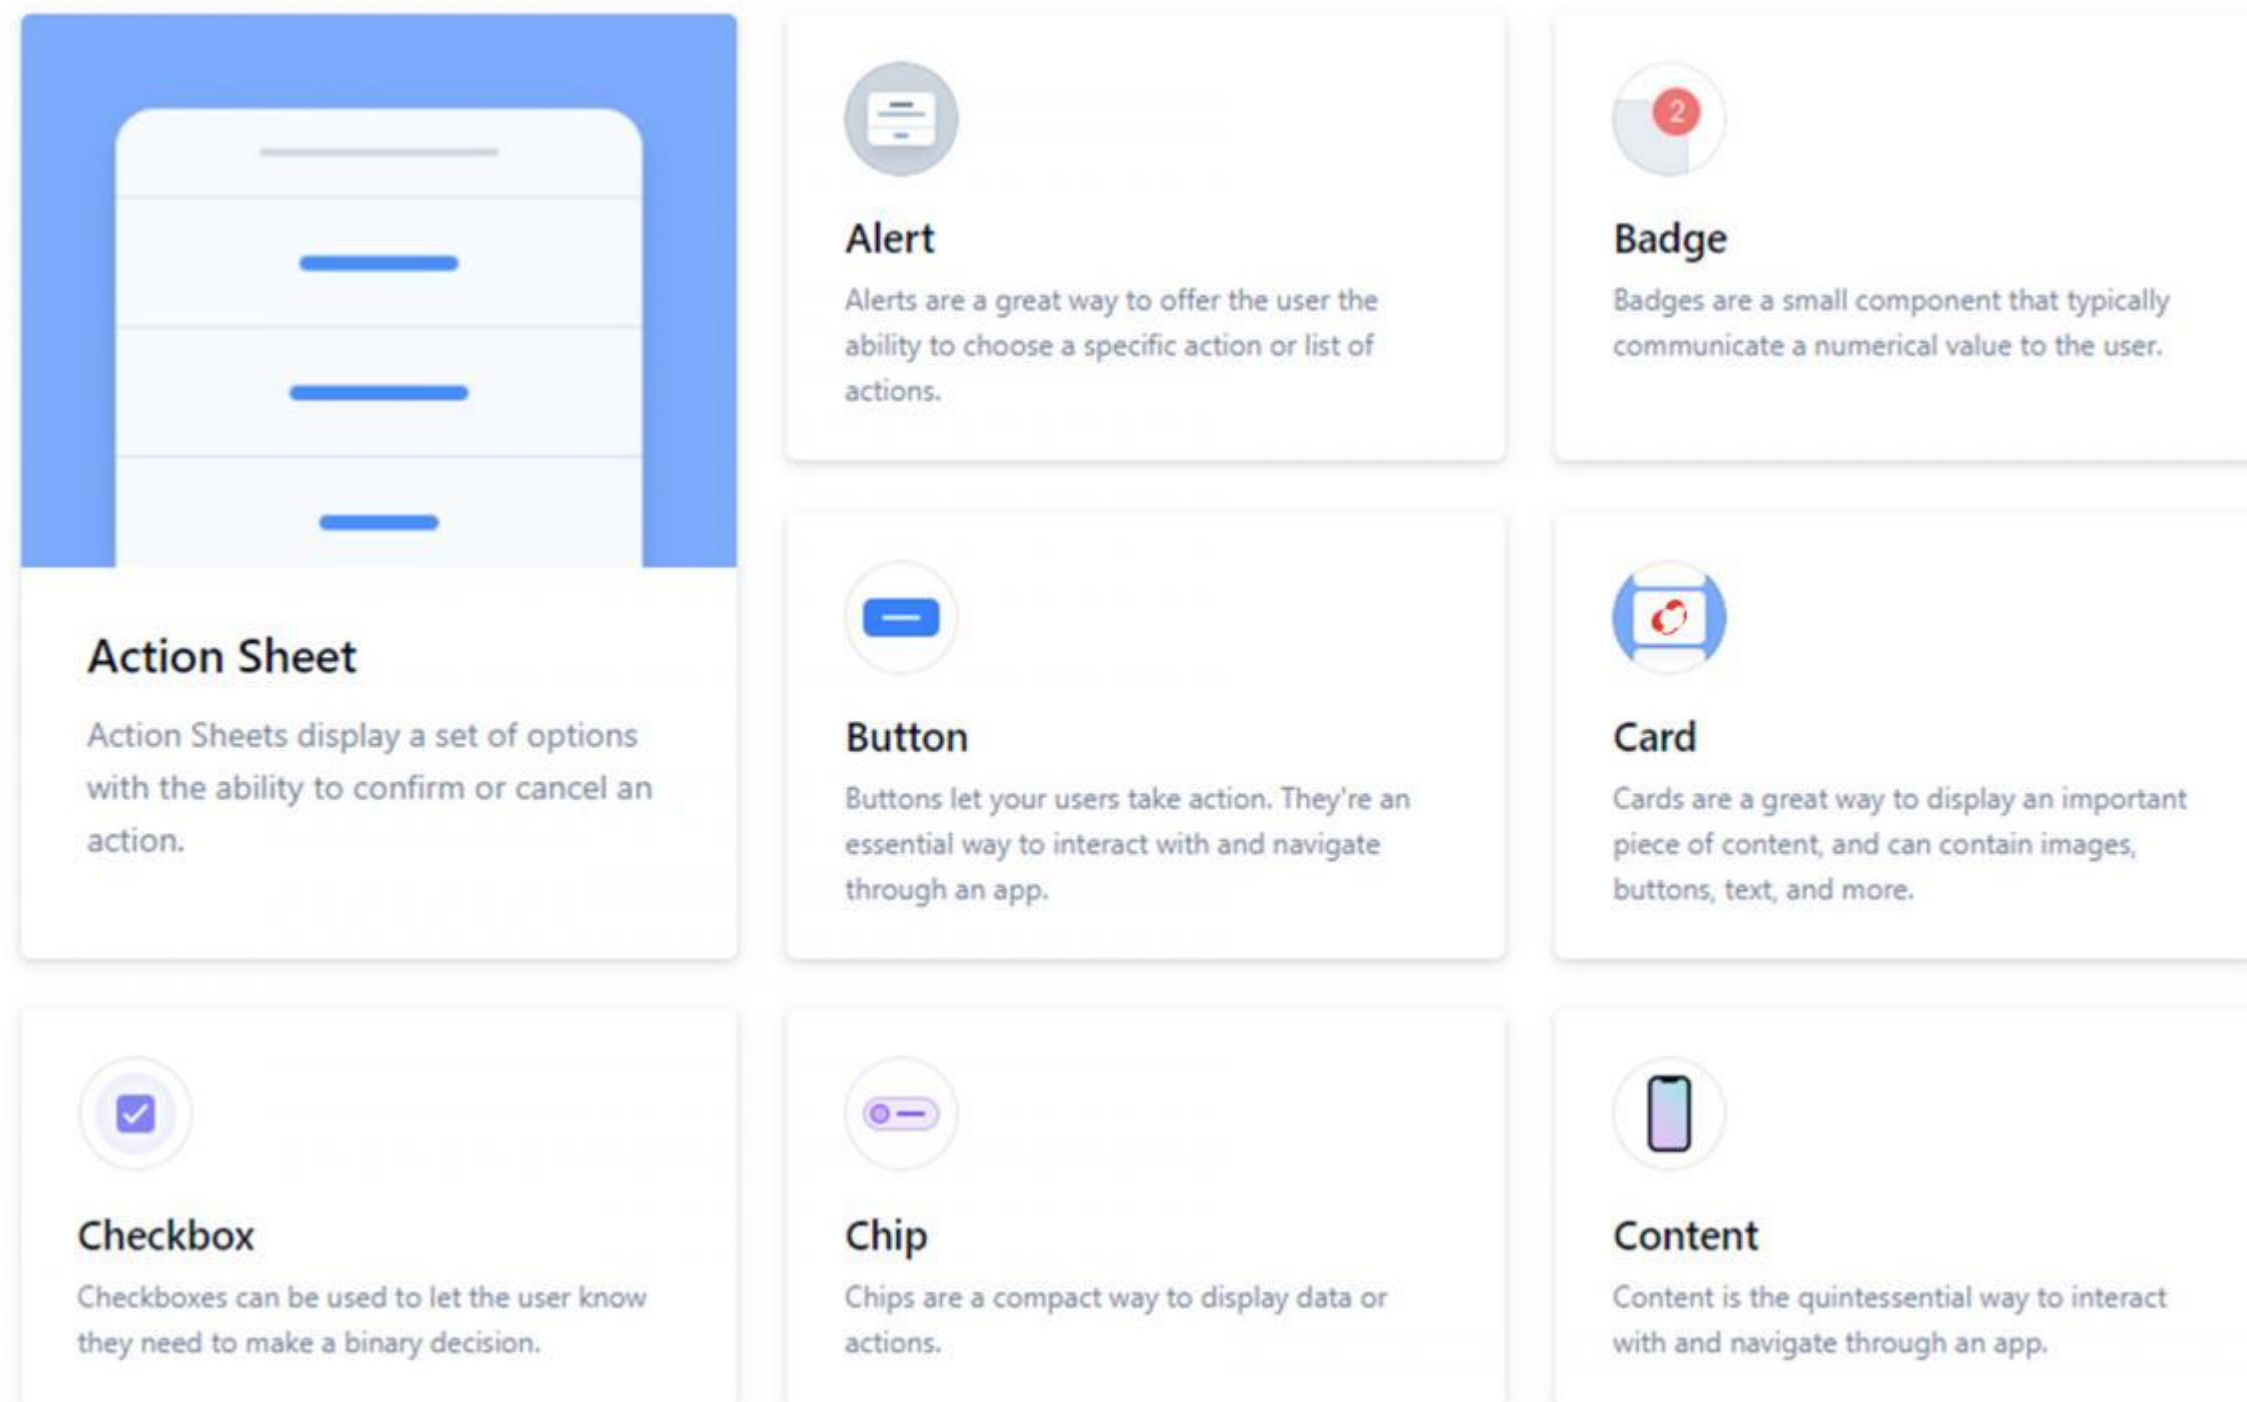 Action Sheet
Action Sheets display a set of options
with the ability to confirm or cancel an
action.
Alert
Alerts are a great way to offer the user the
ability to choose a specific action or list of
actions.
2
Badge
Badges are a small component that typically
communicate a numerical value to the user.
Button
Buttons let your users take action. They're an
essential way to interact with and navigate
through an app.
Card
Cards are a great way to display an important
piece of content, and can contain images,
buttons, text, and more.
Checkbox
Checkboxes can be used to let the user know
they need to make a binary decision.
Chip
Chips are a compact way to display data or
actions.
Content
Content is the quintessential way to interact
with and navigate through an app.